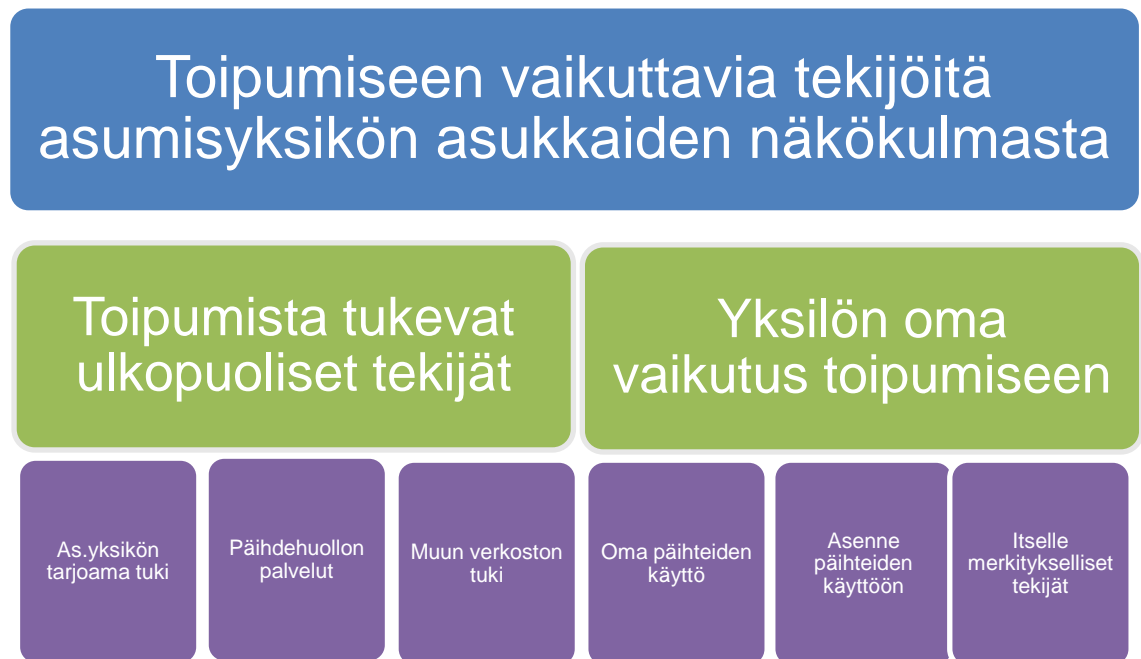 Toipumiseen vaikuttavia tekijöitä
asumisyksikön asukkaiden näkökulmasta
Toipumista tukevat
ulkopuoliset tekijät
Yksilön oma
vaikutus toipumiseen
As.yksikön
tarjoama tuki
Päihdehuollon
palvelut
Muun verkoston
tuki
Oma päihteiden
käyttö
Asenne
päihteiden
käyttöön
Itselle
merkitykselliset
tekijät